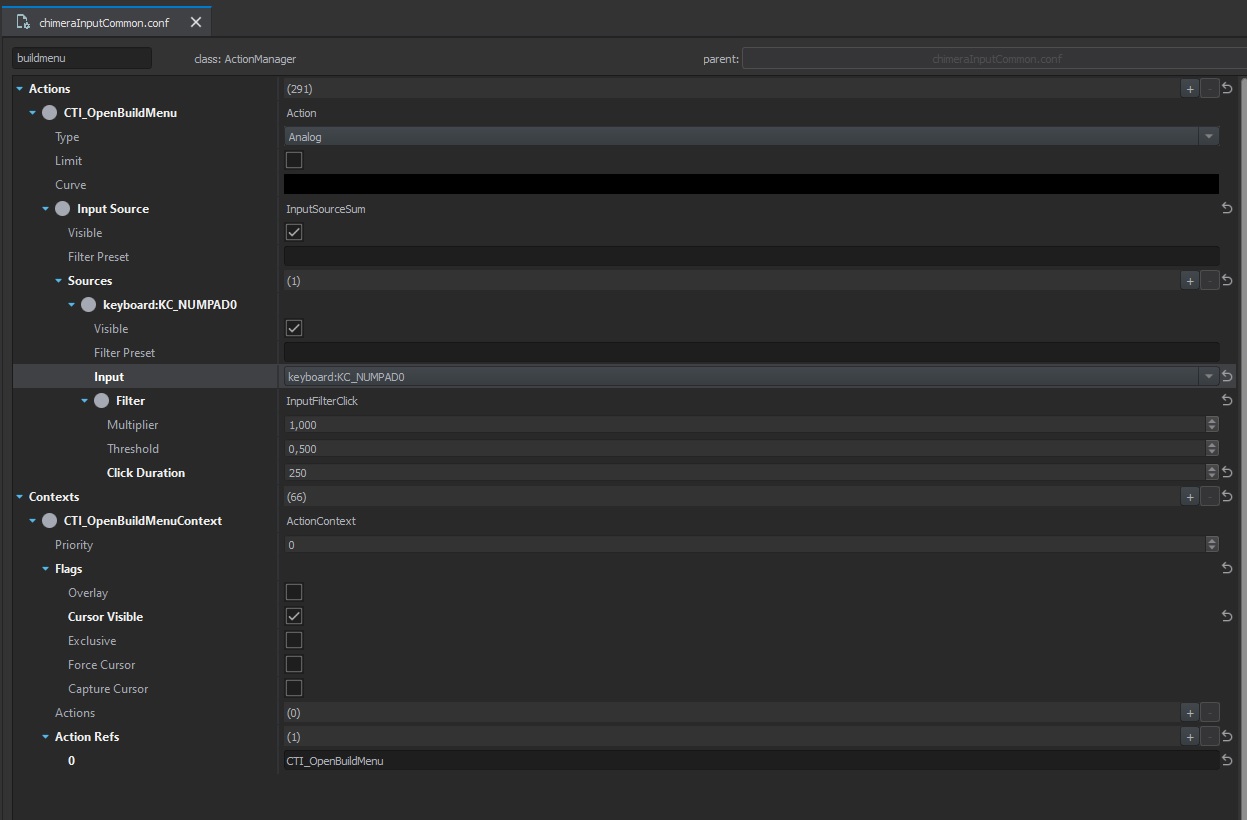 chimeraInputCommon.conf
buildmenu class: ActionManager parent: chimeraInputCommon.conf
Actions (291) + -
CTI_OpenBuildMenu Action
Type Analog
Limit
Curve
Input Source InputSourceSum
Visible
Filter Preset
Sources (1) + -
keyboard:KC_NUMPAD0
Visible
Filter Preset
Input keyboard:KC_NUMPAD0
Filter InputFilterClick
Multiplier 1,000
Threshold 0,500
Click Duration 250
Contexts (66) + -
CTI_OpenBuildMenuContext ActionContext
Priority 0
Flags
Overlay
Cursor Visible
Exclusive
Force Cursor
Capture Cursor
Actions (0) + -
Action Refs (1) + -
0 CTI_OpenBuildMenu